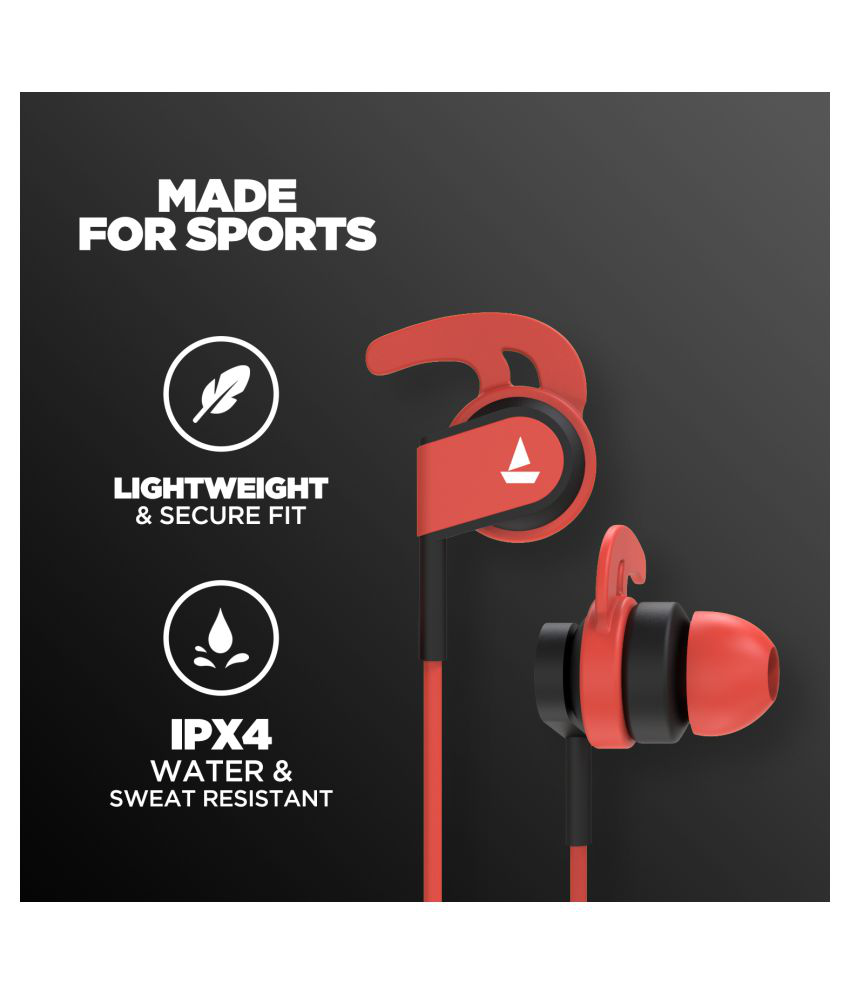 MADE
FOR SPORTS
LIGHTWEIGHT
& SECURE FIT
IPX4
WATER &
SWEAT RESISTANT